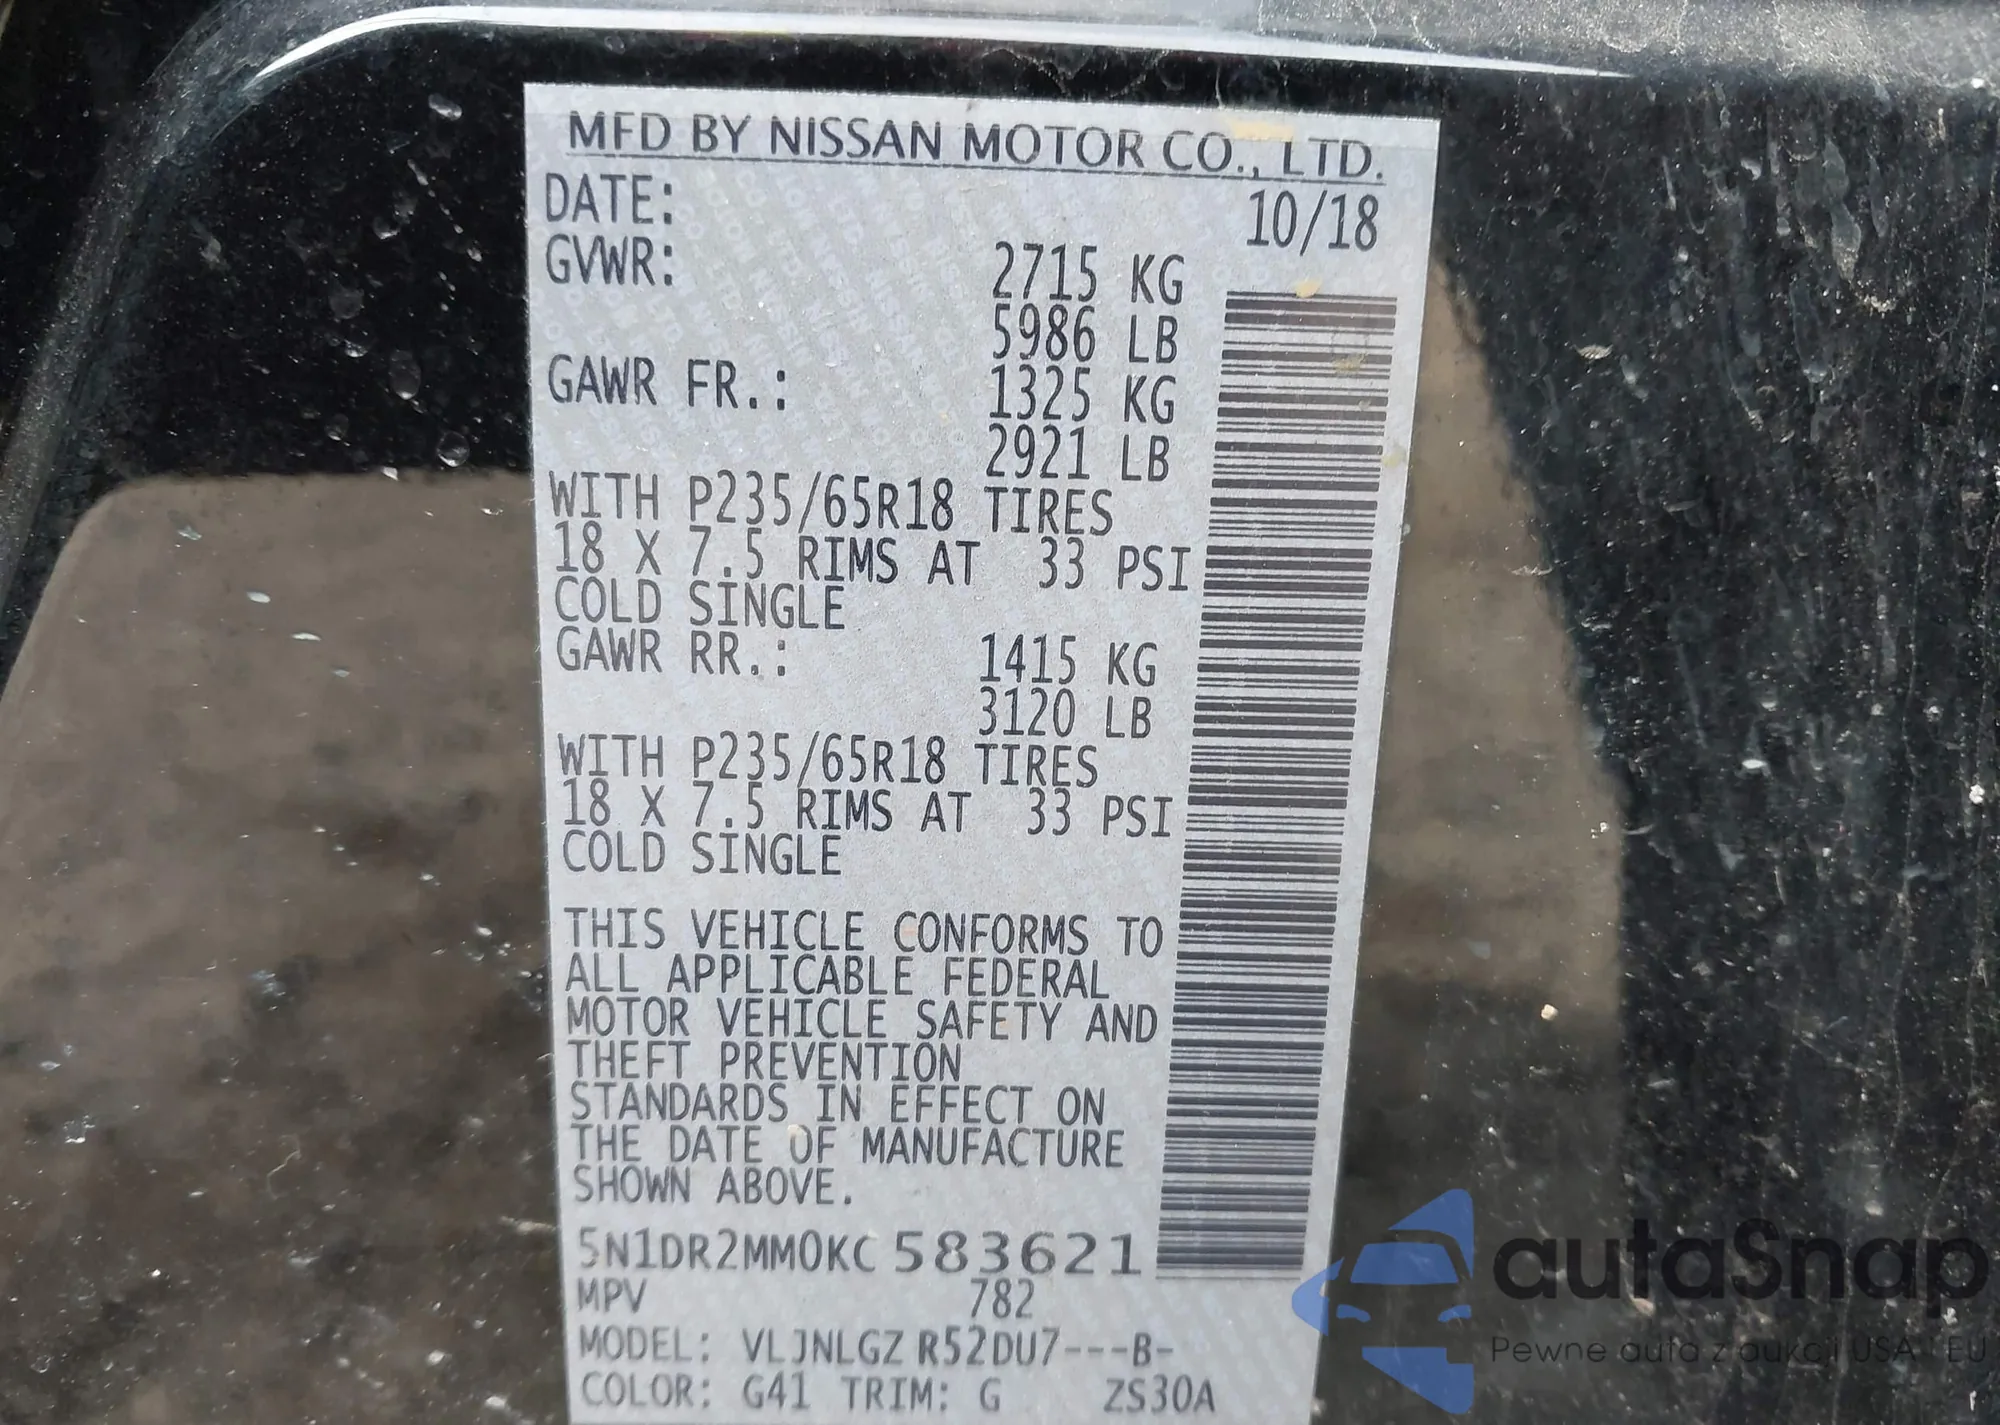 MFD BY NISSAN MOTOR CO., LTD.
DATE: 10/18
GVWR: 2715 KG
5986 LB
GAWR FR.: 1325 KG
2921 LB
WITH P235/65R18 TIRES
18 X 7.5 RIMS AT 33 PSI
COLD SINGLE
GAWR RR.: 1415 KG
3120 LB
WITH P235/65R18 TIRES
18 X 7.5 RIMS AT 33 PSI
COLD SINGLE
THIS VEHICLE CONFORMS TO
ALL APPLICABLE FEDERAL
MOTOR VEHICLE SAFETY AND
THEFT PREVENTION
STANDARDS IN EFFECT ON
THE DATE OF MANUFACTURE
SHOWN ABOVE.
5N1DR2MM0KC583621
MPV 782
MODEL: VLJNLGZ R52DU7---B-
COLOR: G41 TRIM: G ZS30A
autaSnap
Pewne auta z aukcji USA i EU